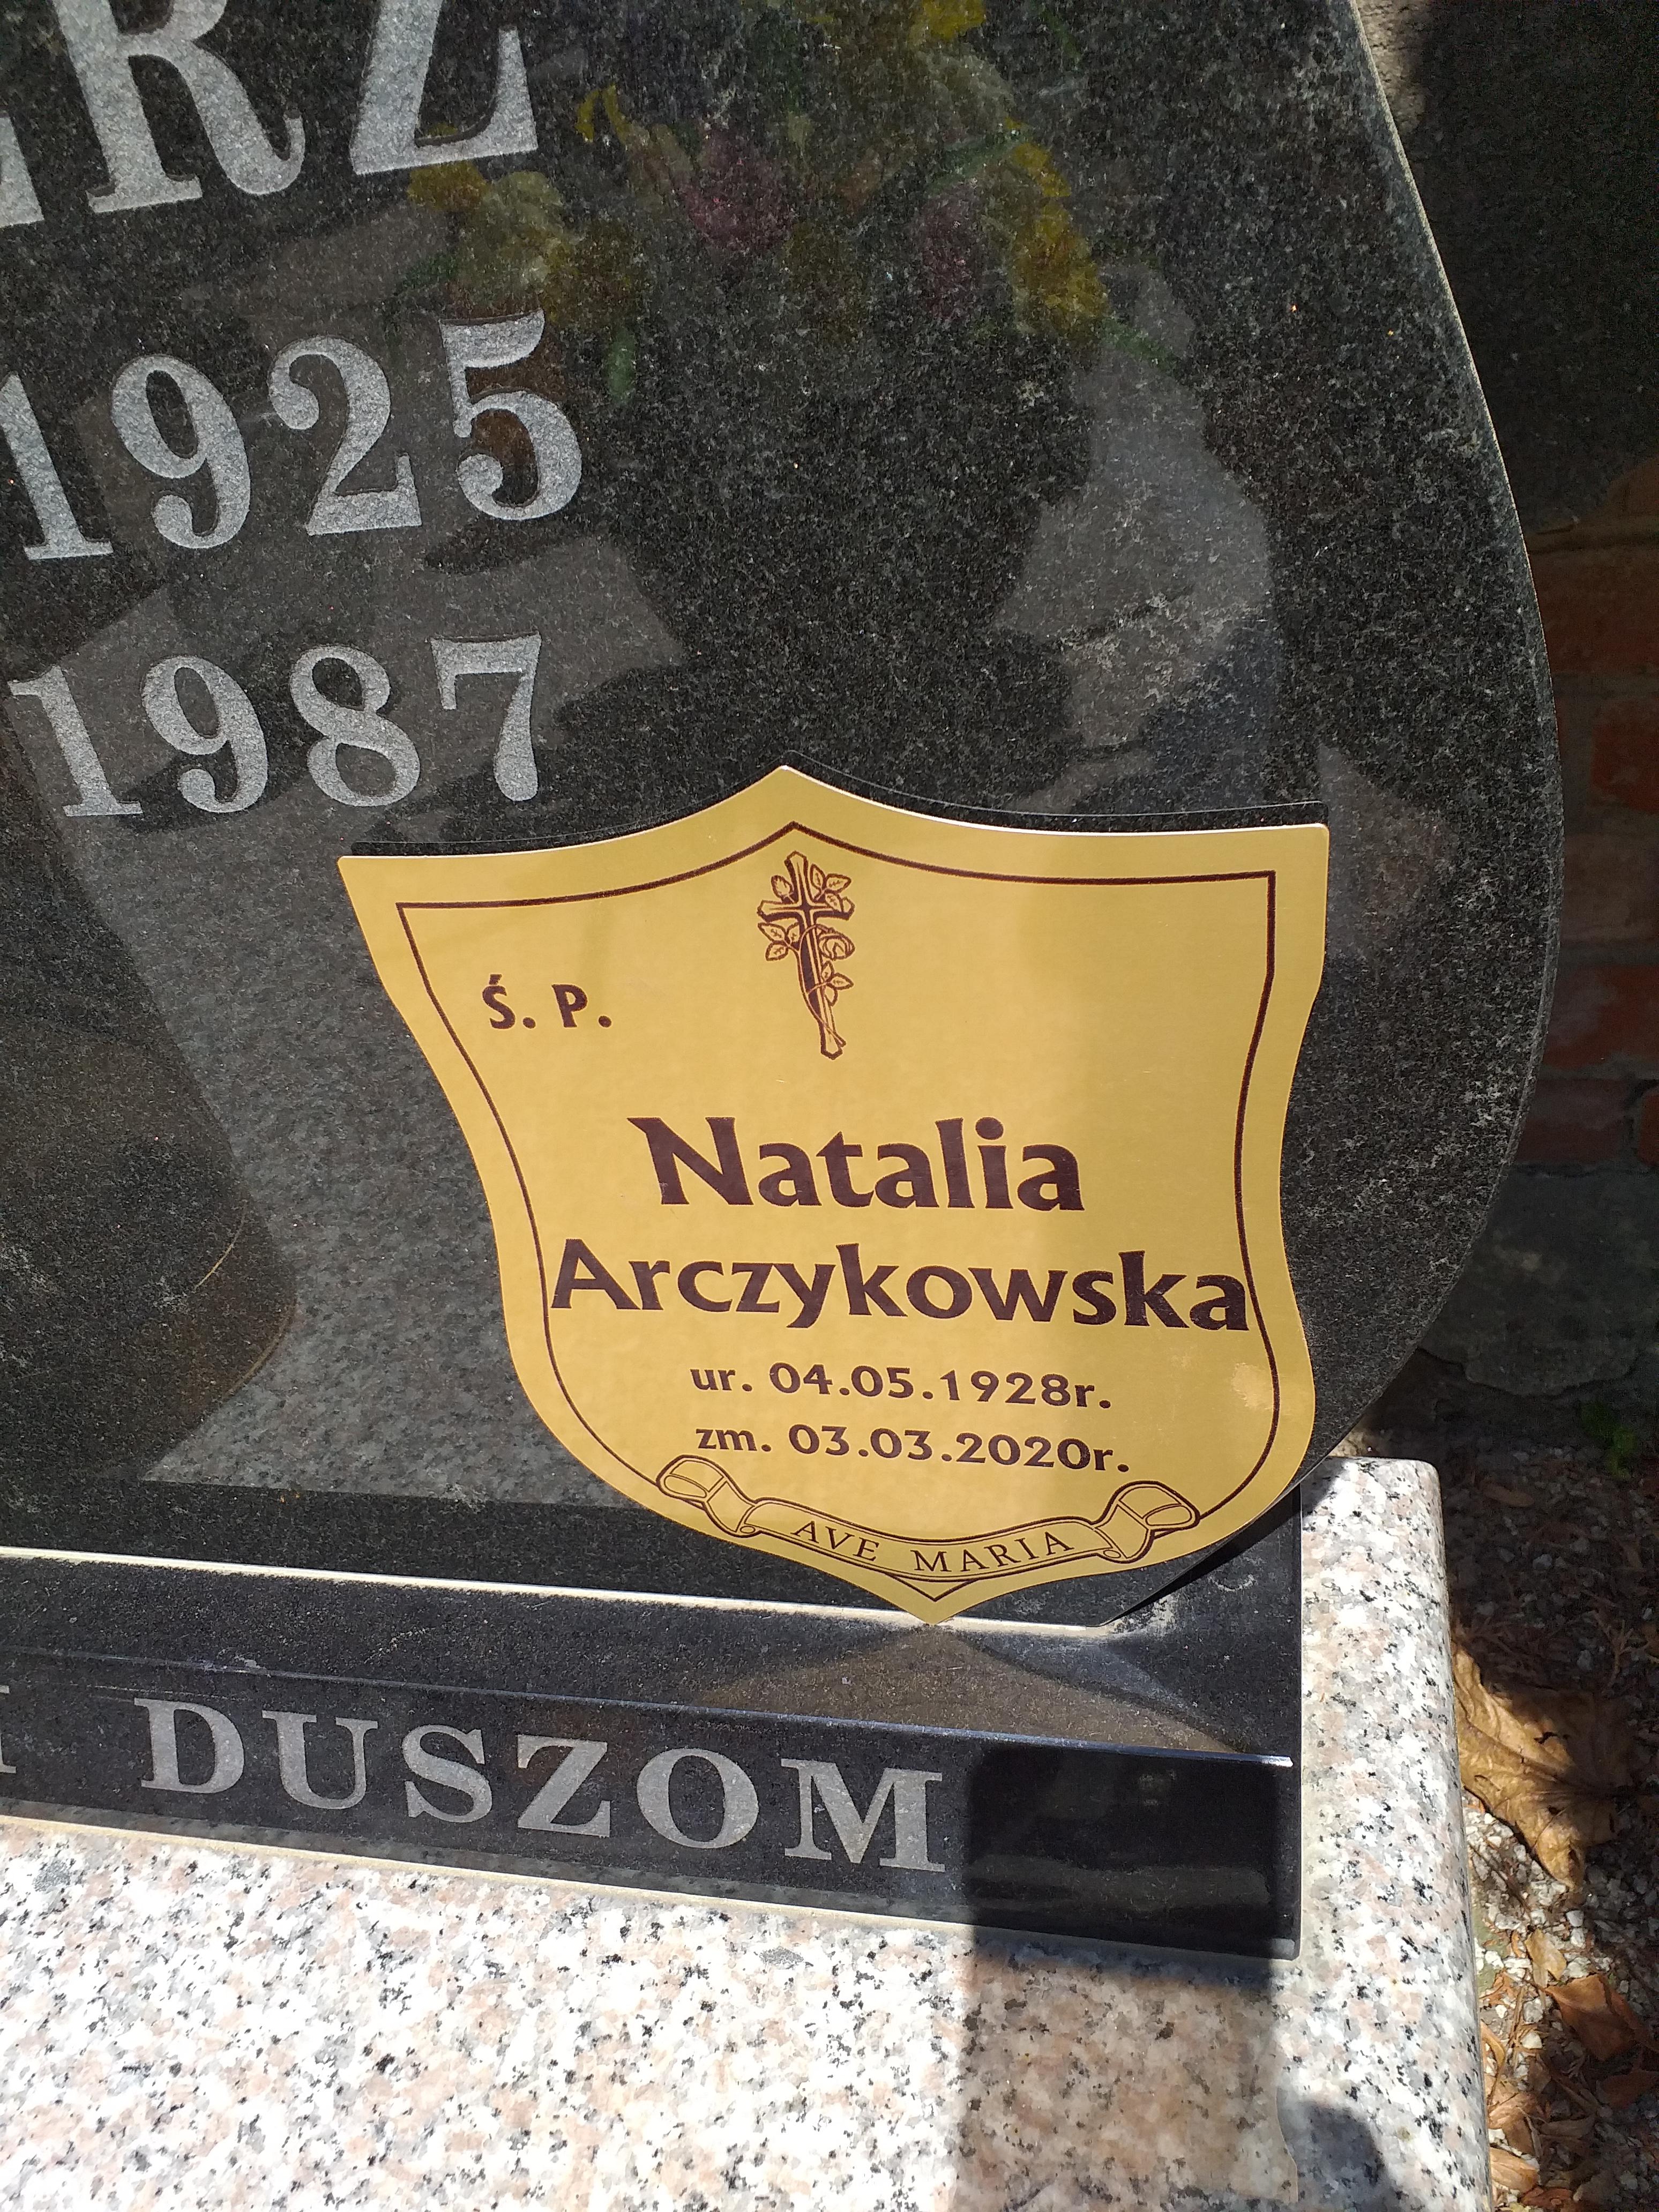 1925
1987
Ś. P.
Natalia
Arczykowska
ur. 04.05.1928r.
zm. 03.03.2020r.
AVE MARIA
DUSZOM